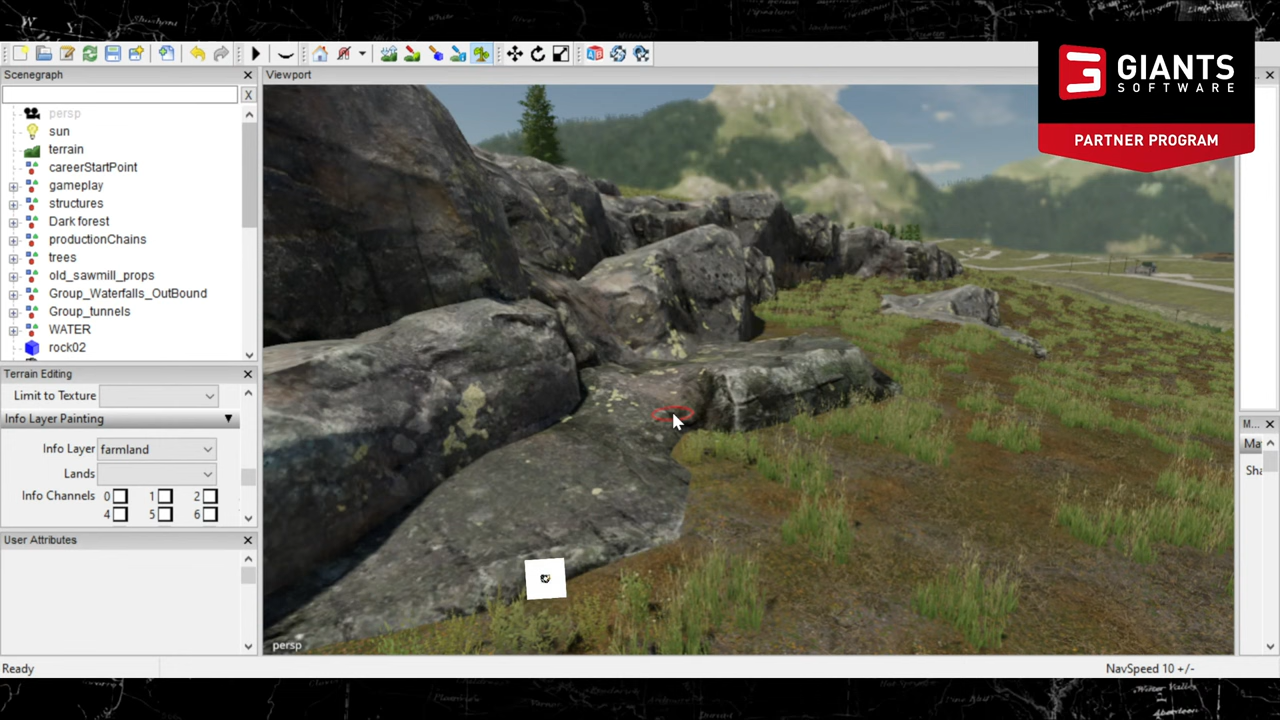 Scenegraph
Viewport
GIANTS
SOFTWARE
PARTNER PROGRAM
X
persp
sun
terrain
careerStartPoint
gameplay
structures
Dark forest
productionChains
trees
old_sawmill_props
Group_Waterfalls_OutBound
Group_tunnels
WATER
rock02
Terrain Editing
Limit to Texture
Info Layer Painting
Info Layer farmland
Lands
Info Channels 0 1 2
4 5 6
User Attributes
M...
Ma
Sha
persp
Ready
NavSpeed 10 +/-